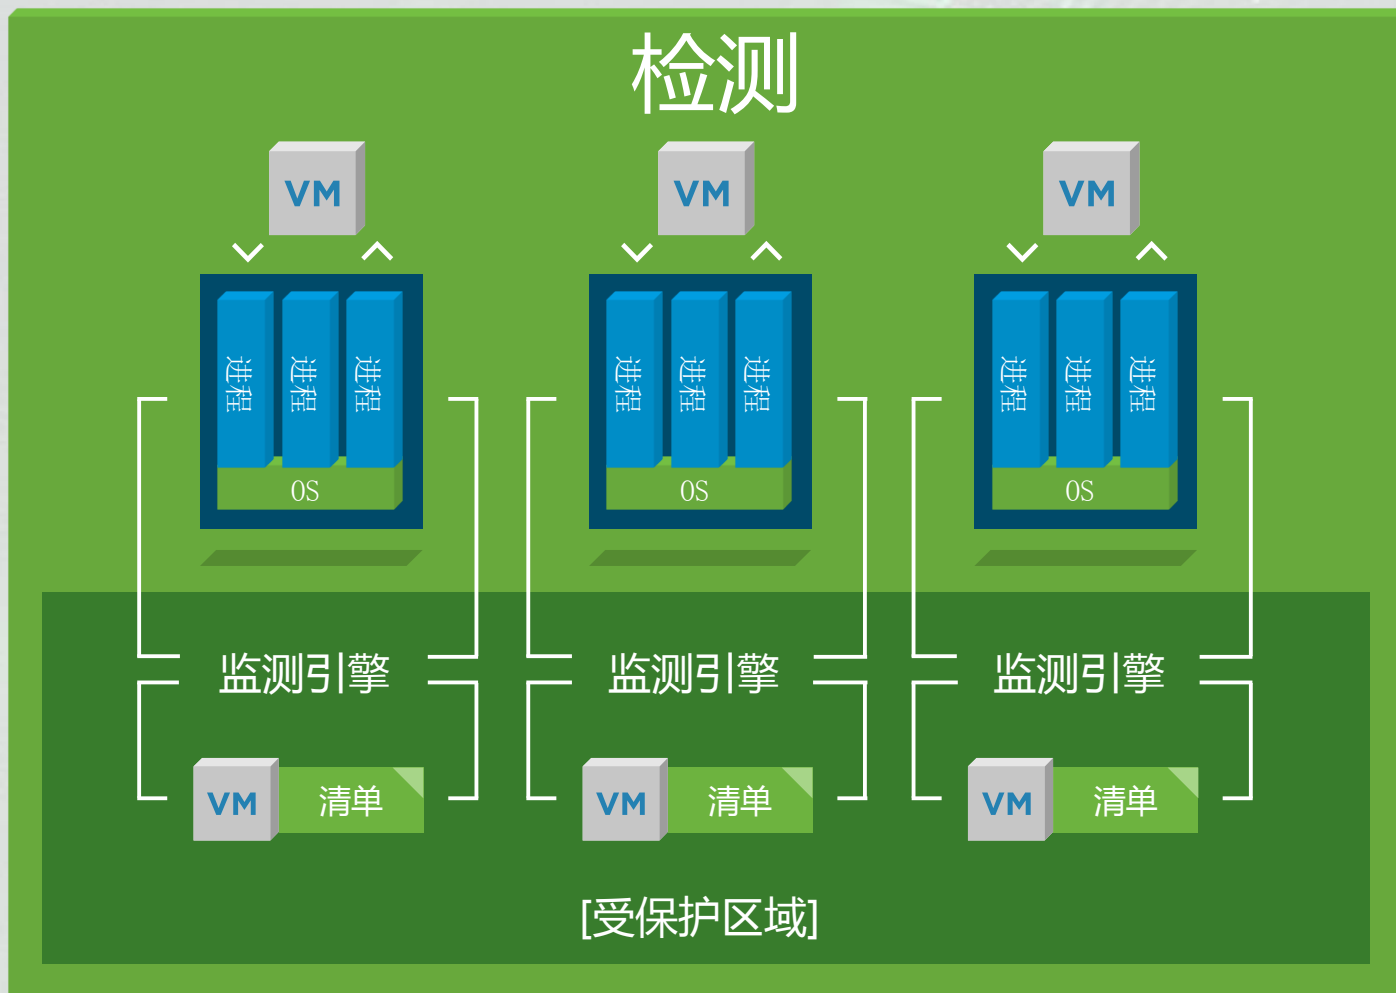 检测
VM VM VM
进程 进程 进程 进程 进程 进程 进程 进程 进程
OS OS OS
监测引擎 监测引擎 监测引擎
VM 清单 VM 清单 VM 清单
[受保护区域]